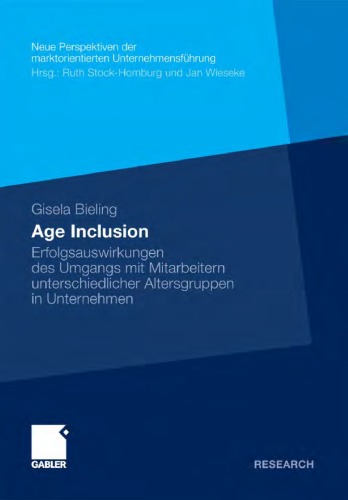 Neue Perspektiven der
marktorientierten Unternehmensführung
Hrsg.: Ruth Stock-Homburg und Jan Wieseke
Gisela Bieling
Age Inclusion
Erfolgsauswirkungen
des Umgangs mit Mitarbeitern
unterschiedlicher Altersgruppen
in Unternehmen
GABLER
RESEARCH